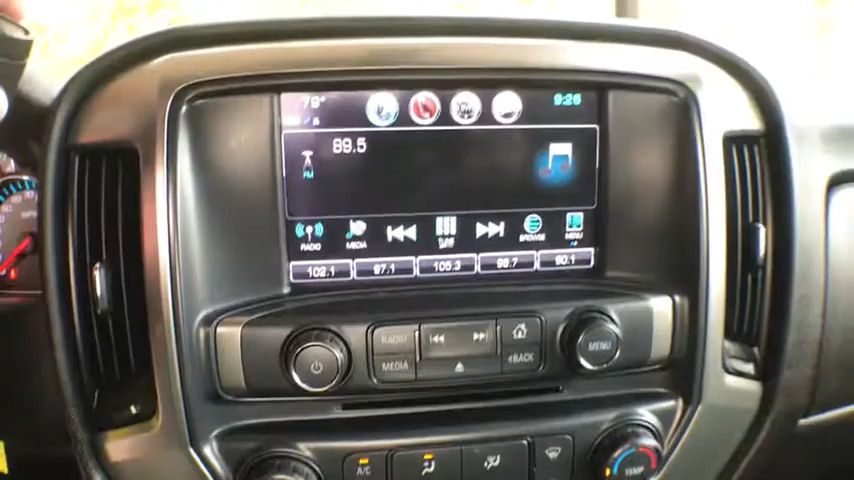 79°
9:26
89.5
FM
RADIO
MEDIA
TUNE
BROWSE
MENU
102.1 97.1 105.3 98.7 90.1
RADIO
MEDIA
BACK
MENU
A/C
TEMP